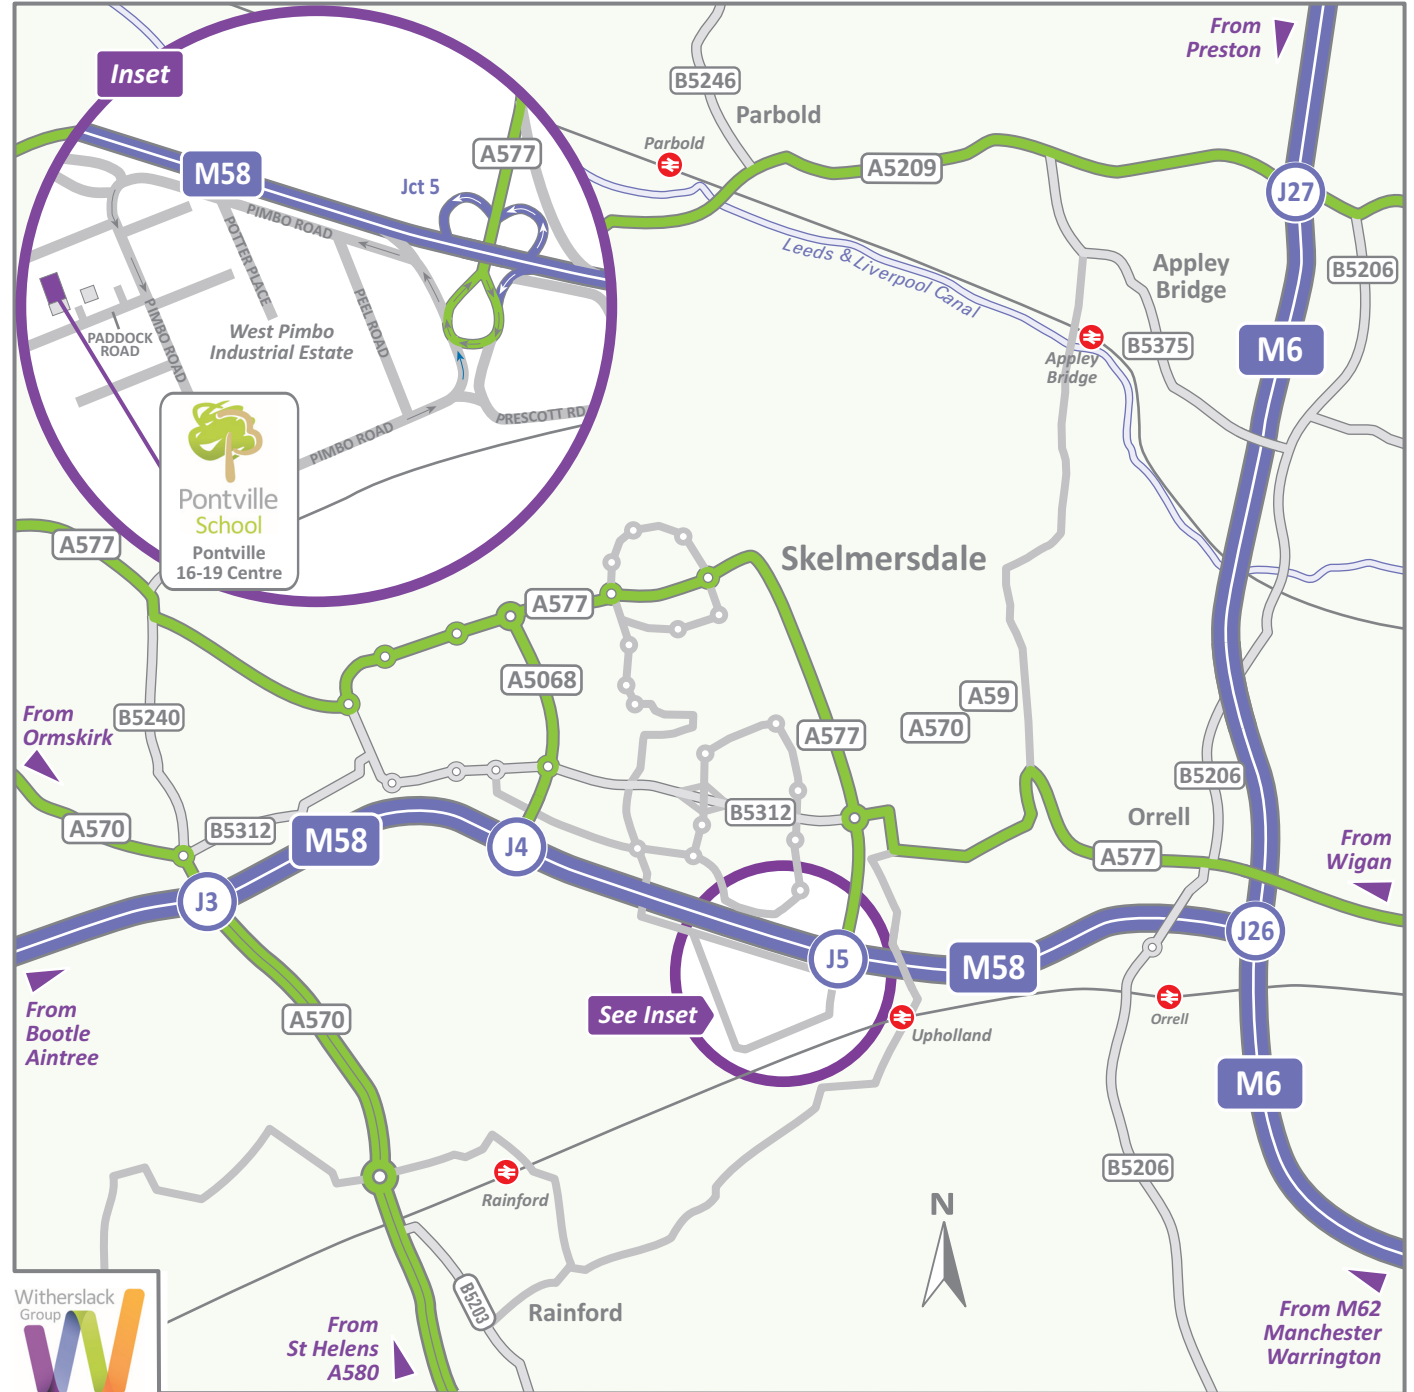 From
Preston
Inset
B5246
Parbold
Parbold
A577
A5209
M58
Jct 5
J27
PIMBO ROAD
POTTER PLACE
Leeds & Liverpool Canal
Appley
Bridge
B5206
PEEL ROAD
PIMBO ROAD
PADDOCK
ROAD
West Pimbo
Industrial Estate
M6
B5375
Appley
Bridge
PRESCOTT RD
PIMBO ROAD
Pontville
School
Pontville
16-19 Centre
A577
Skelmersdale
A577
A5068
A59
A570
A577
From
Ormskirk
B5240
B5206
Orrell
B5312
A570
B5312
M58
J4
A577
From
Wigan
J3
J26
J5
M58
From
Bootle
Aintree
A570
See Inset
Upholland
Orrell
M6
B5206
Rainford
N
Witherslack
Group
B5203
Rainford
From
St Helens
A580
From M62
Manchester
Warrington